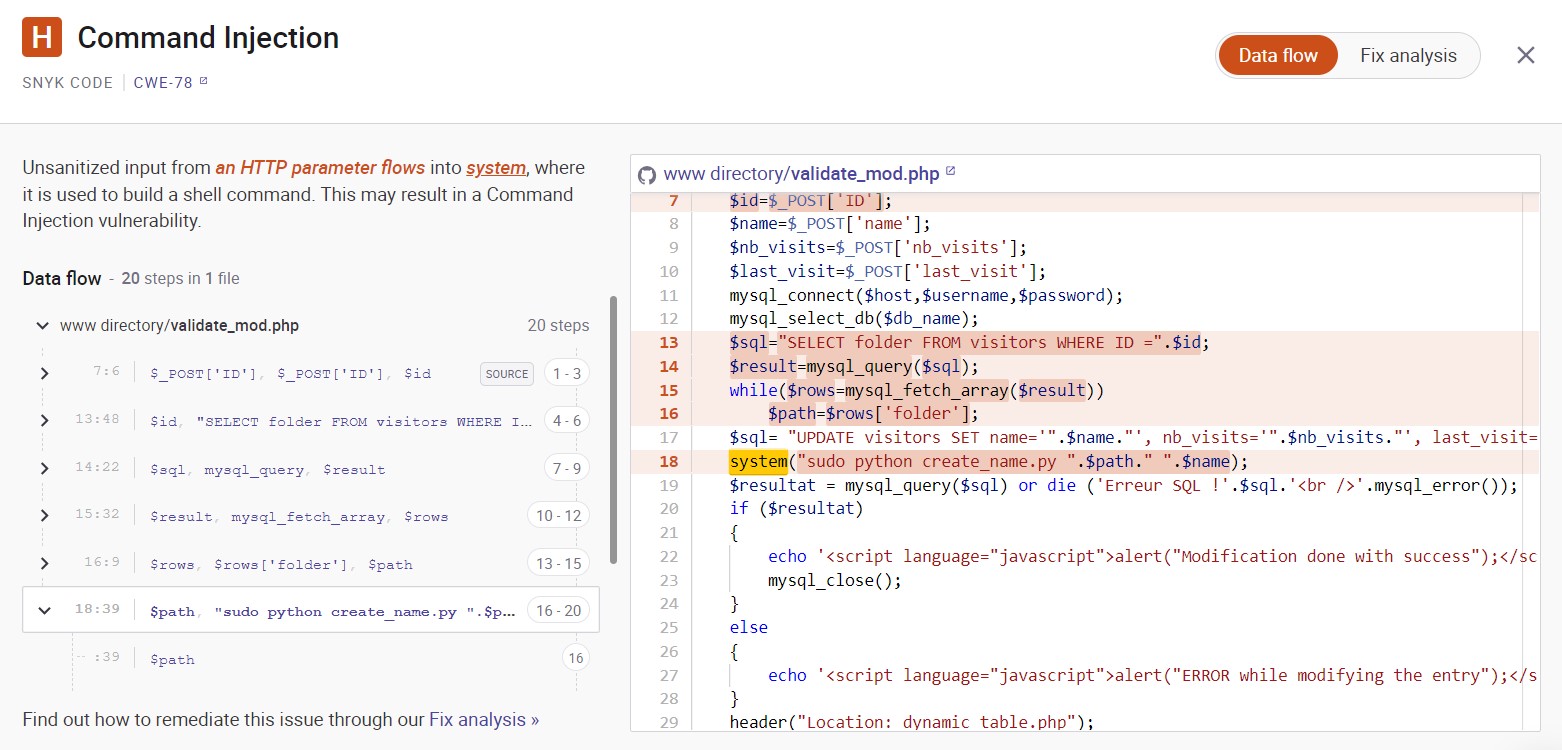 H Command Injection
SNYK CODE | CWE-78
Data flow Fix analysis
Unsanitized input from an HTTP parameter flows into system, where
it is used to build a shell command. This may result in a Command
Injection vulnerability.
Data flow - 20 steps in 1 file
www directory/validate_mod.php 20 steps
7:6 $_POST['ID'], $_POST['ID'], $id SOURCE 1 - 3
13:48 $id, "SELECT folder FROM visitors WHERE I... 4 - 6
14:22 $sql, mysql_query, $result 7 - 9
15:32 $result, mysql_fetch_array, $rows 10 - 12
16:9 $rows, $rows['folder'], $path 13 - 15
18:39 $path, "sudo python create_name.py ".$p... 16 - 20
:39 $path 16
Find out how to remediate this issue through our Fix analysis »
www directory/validate_mod.php
7 $id=$_POST['ID'];
8 $name=$_POST['name'];
9 $nb_visits=$_POST['nb_visits'];
10 $last_visit=$_POST['last_visit'];
11 mysql_connect($host,$username,$password);
12 mysql_select_db($db_name);
13 $sql="SELECT folder FROM visitors WHERE ID =".$id;
14 $result=mysql_query($sql);
15 while($rows=mysql_fetch_array($result))
16 $path=$rows['folder'];
17 $sql= "UPDATE visitors SET name='".$name."', nb_visits='".$nb_visits."', last_visit=
18 system("sudo python create_name.py ".$path." ".$name);
19 $resultat = mysql_query($sql) or die ('Erreur SQL !'.$sql.'<br />'.mysql_error());
20 if ($resultat)
21 {
22 echo '<script language="javascript">alert("Modification done with success");</sc
23 mysql_close();
24 }
25 else
26 {
27 echo '<script language="javascript">alert("ERROR while modifying the entry");</s
28 }
29 header("Location: dynamic_table.php");